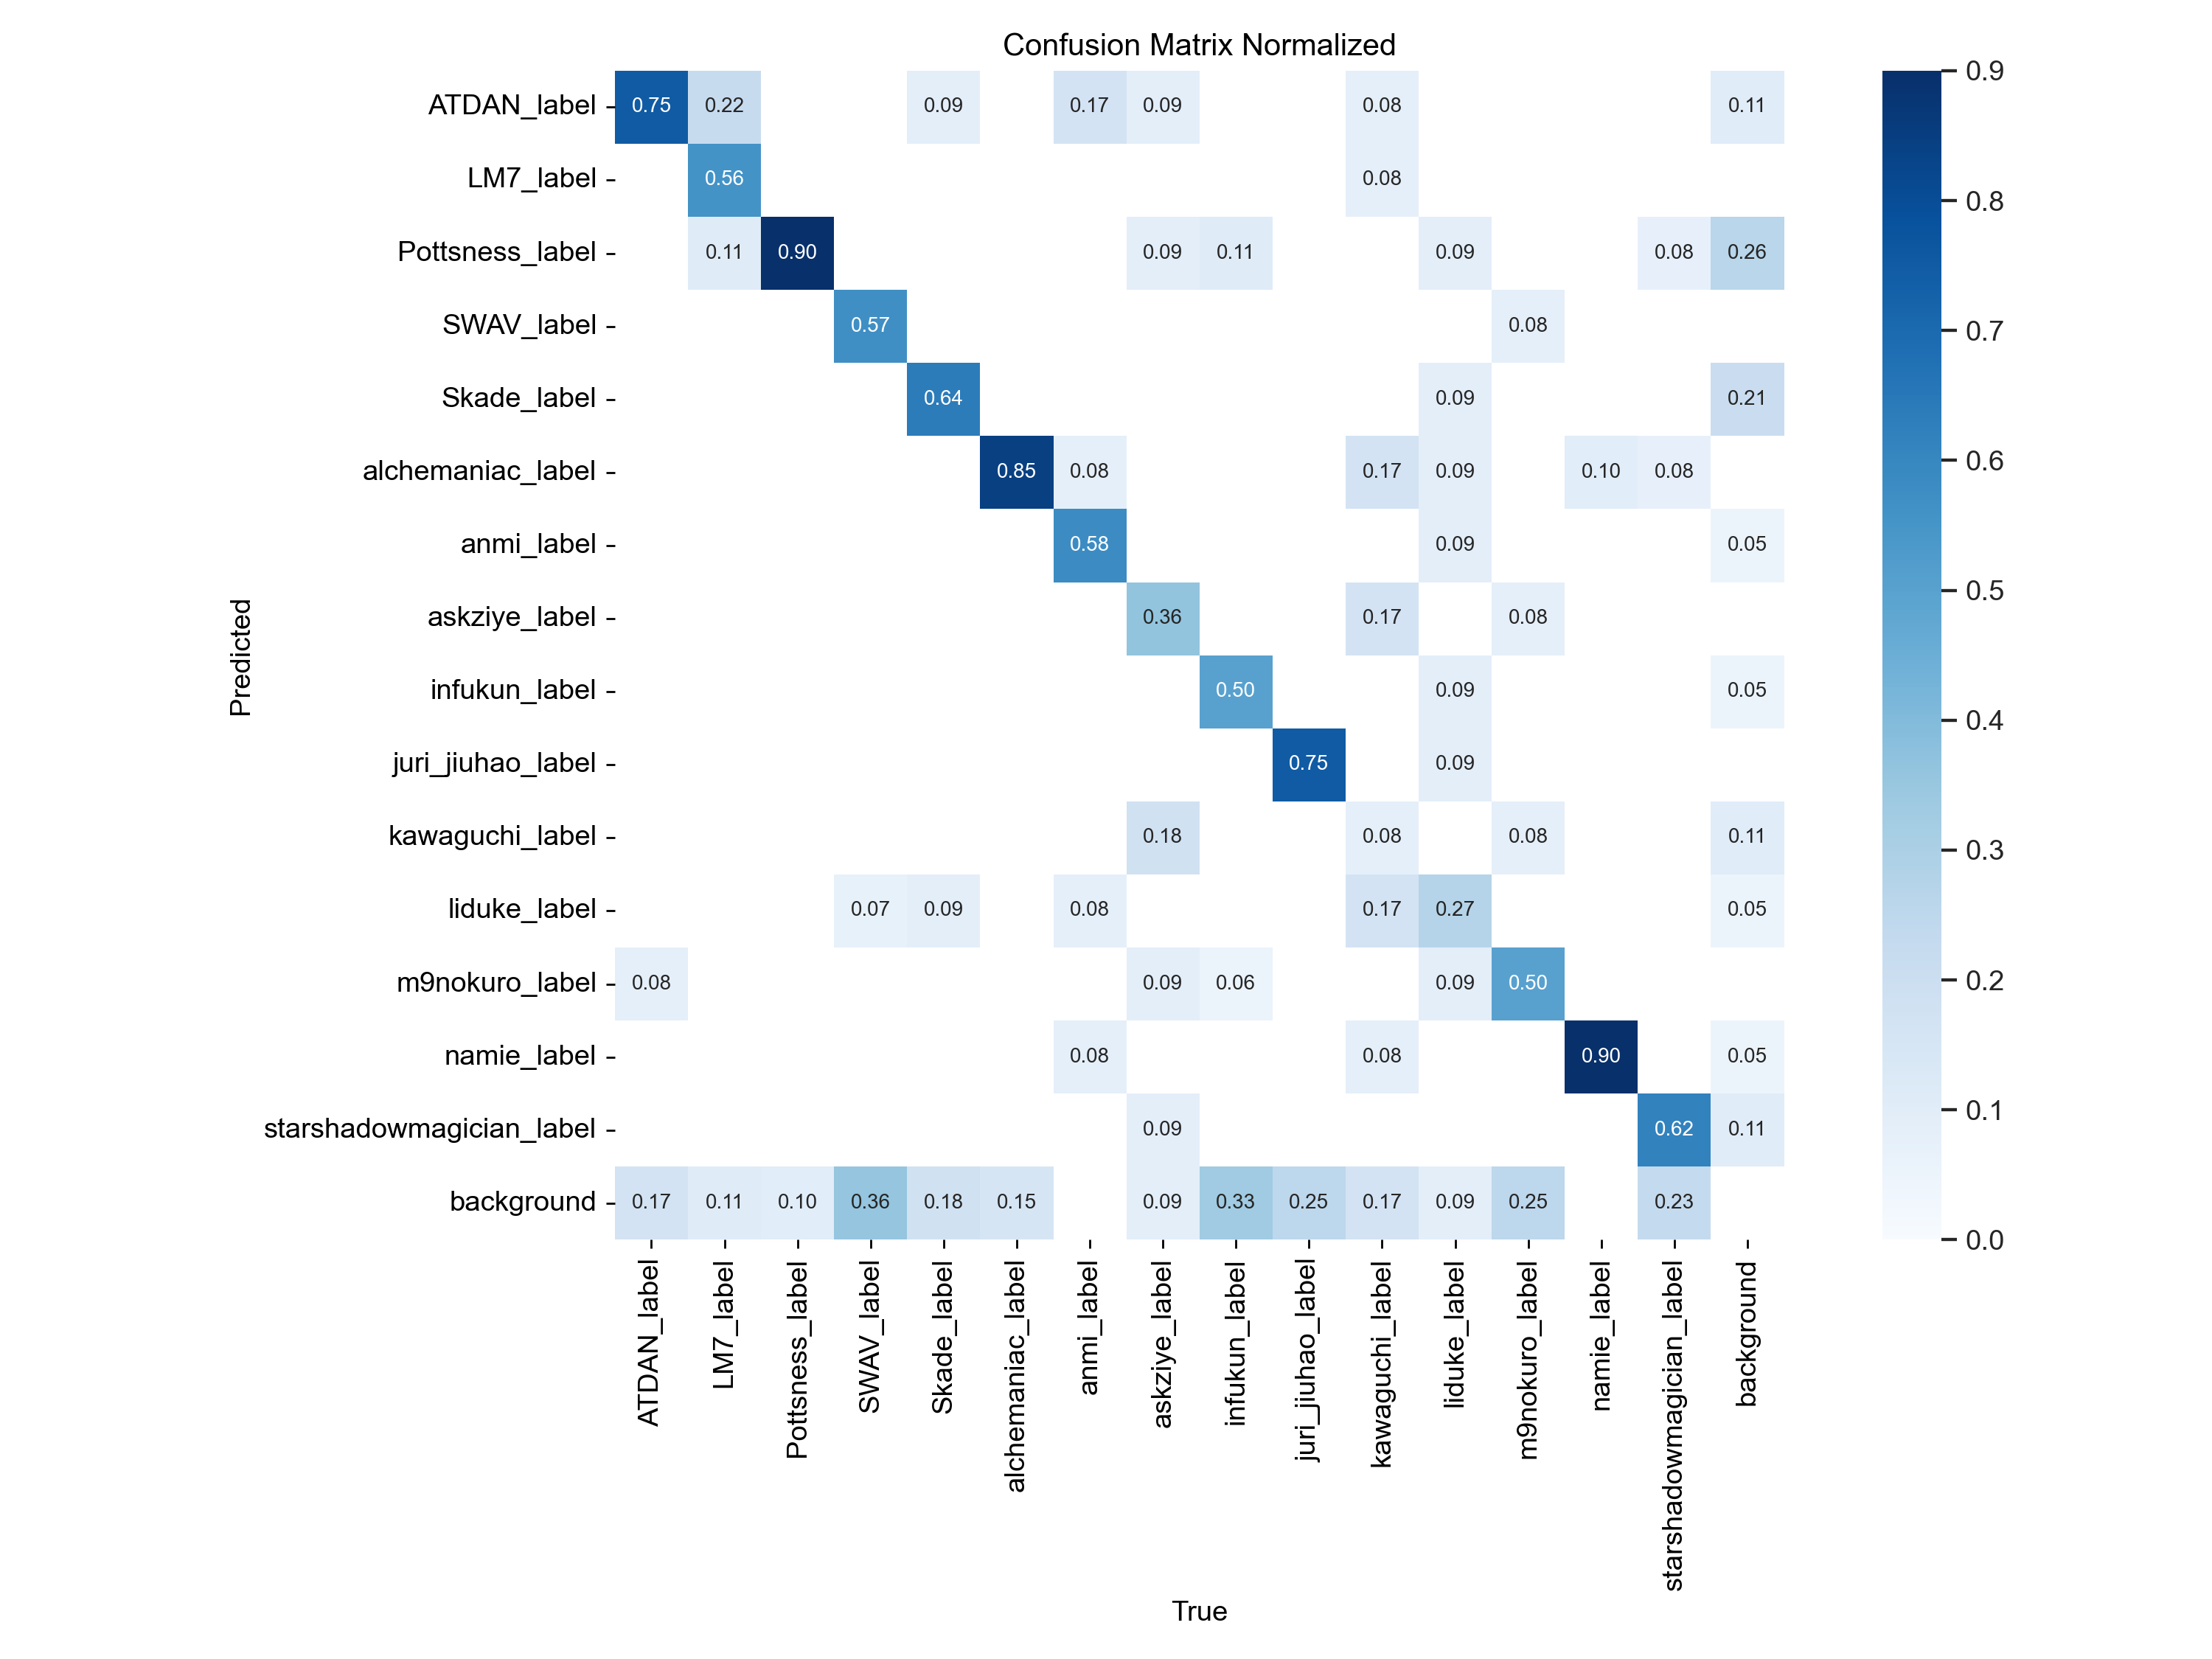 Confusion Matrix Normalized
ATDAN_label 0.75 0.22 0.09 0.17 0.09 0.08 0.11
LM7_label 0.56 0.08
Pottsness_label 0.11 0.90 0.09 0.11 0.09 0.08 0.26
SWAV_label 0.57 0.08
Skade_label 0.64 0.09 0.21
alchemaniac_label 0.85 0.08 0.17 0.09 0.10 0.08
anmi_label 0.58 0.09 0.05
askziye_label 0.36 0.17 0.08
infukun_label 0.50 0.09 0.05
juri_jiuhao_label 0.75 0.09
kawaguchi_label 0.18 0.08 0.08 0.11
liduke_label 0.07 0.09 0.08 0.17 0.27 0.05
m9nokuro_label 0.08 0.09 0.06 0.09 0.50
namie_label 0.08 0.08 0.90 0.05
starshadowmagician_label 0.09 0.62 0.11
background 0.17 0.11 0.10 0.36 0.18 0.15 0.09 0.33 0.25 0.17 0.09 0.25 0.23
Predicted
ATDAN_label
LM7_label
Pottsness_label
SWAV_label
Skade_label
alchemaniac_label
anmi_label
askziye_label
infukun_label
juri_jiuhao_label
kawaguchi_label
liduke_label
m9nokuro_label
namie_label
starshadowmagician_label
background
True
0.9
0.8
0.7
0.6
0.5
0.4
0.3
0.2
0.1
0.0